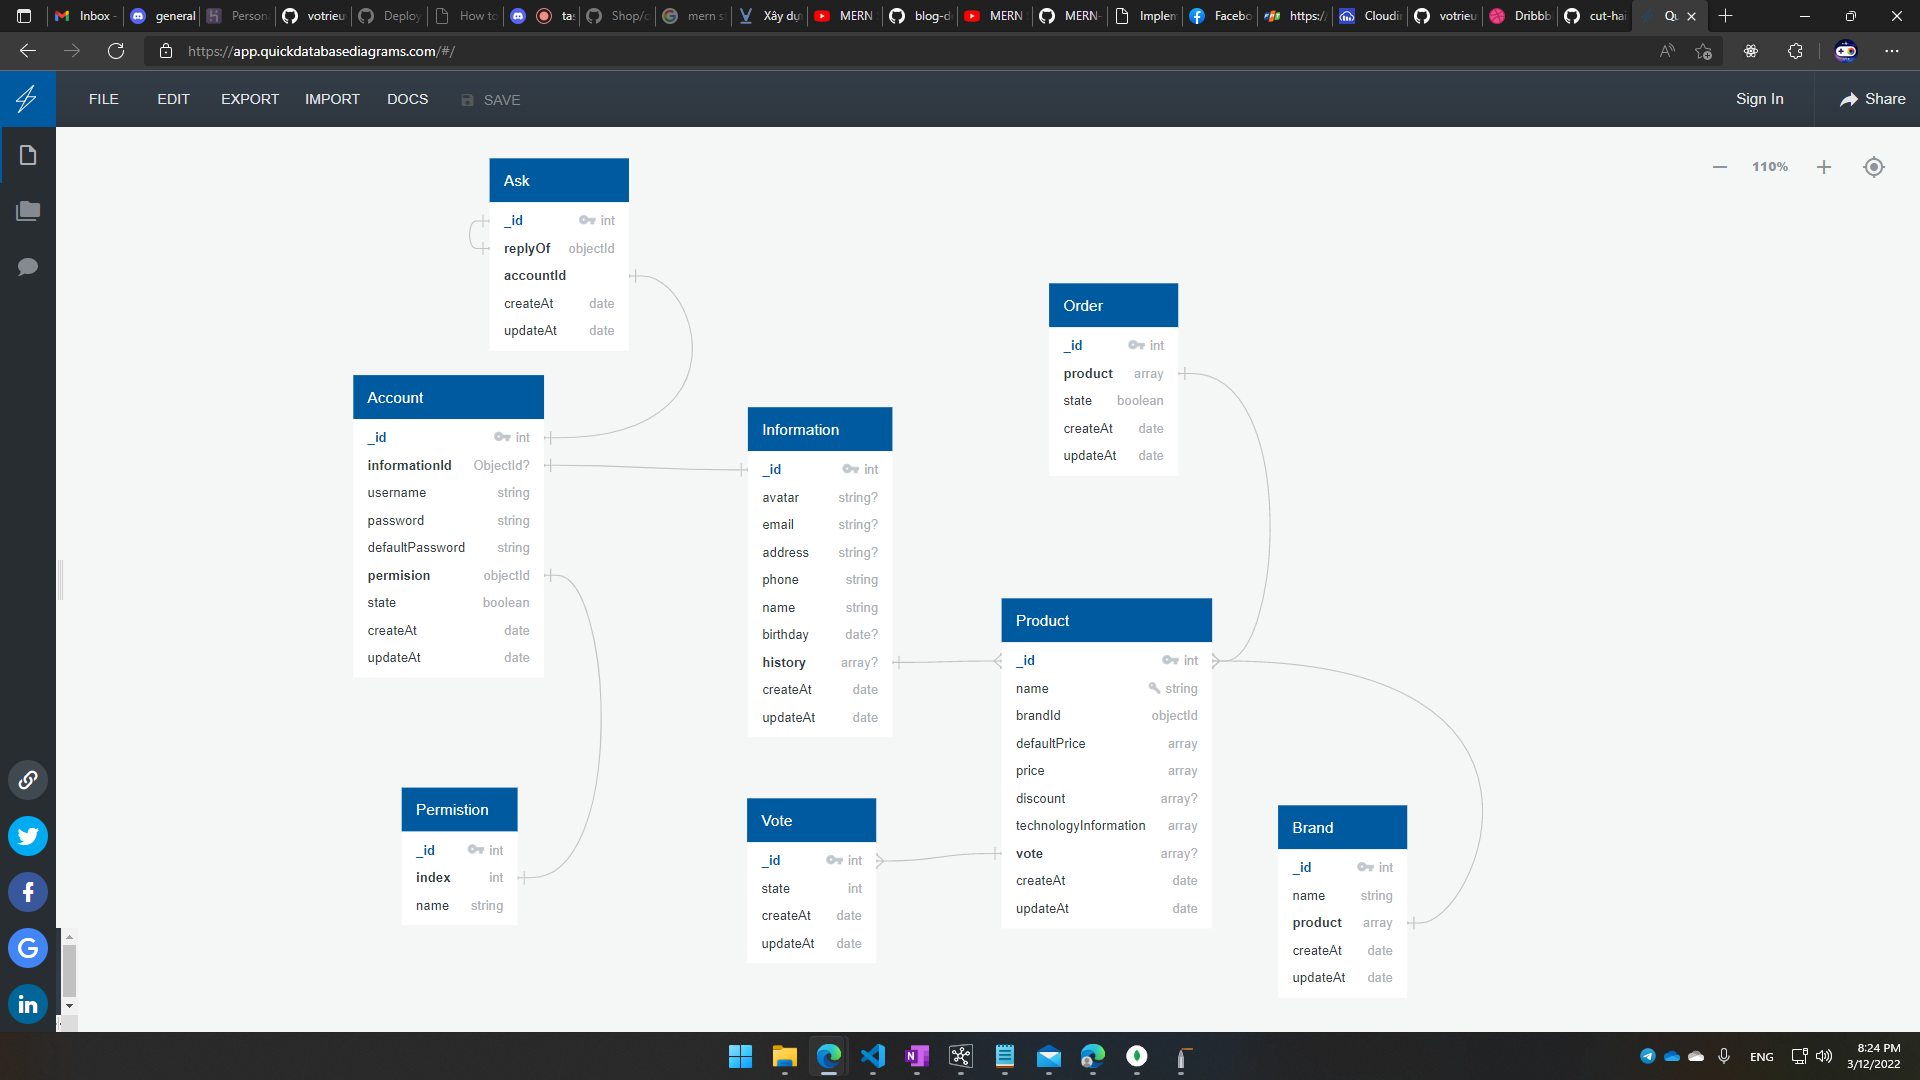 Inbox -
general
Person
votrieu
Deploy
How to
ta
Shop/c
mern st
Xây dự
MERN
blog-d
MERN
MERN-
Implem
Facebo
https:/
Cloudi
votrieu
Dribbb
cut-hai
Qu
https://app.quickdatabasediagrams.com/#/
FILE EDIT EXPORT IMPORT DOCS SAVE Sign In Share
110%
Ask
_id int
replyOf objectId
accountId
createAt date
updateAt date
Order
_id int
product array
state boolean
createAt date
updateAt date
Account
_id int
informationId ObjectId?
username string
password string
defaultPassword string
permision objectId
state boolean
createAt date
updateAt date
Information
_id int
avatar string?
email string?
address string?
phone string
name string
birthday date?
history array?
createAt date
updateAt date
Product
_id int
name string
brandId objectId
defaultPrice array
price array
discount array?
technologyInformation array
vote array?
createAt date
updateAt date
Permistion
_id int
index int
name string
Vote
_id int
state int
createAt date
updateAt date
Brand
_id int
name string
product array
createAt date
updateAt date
ENG
8:24 PM
3/12/2022